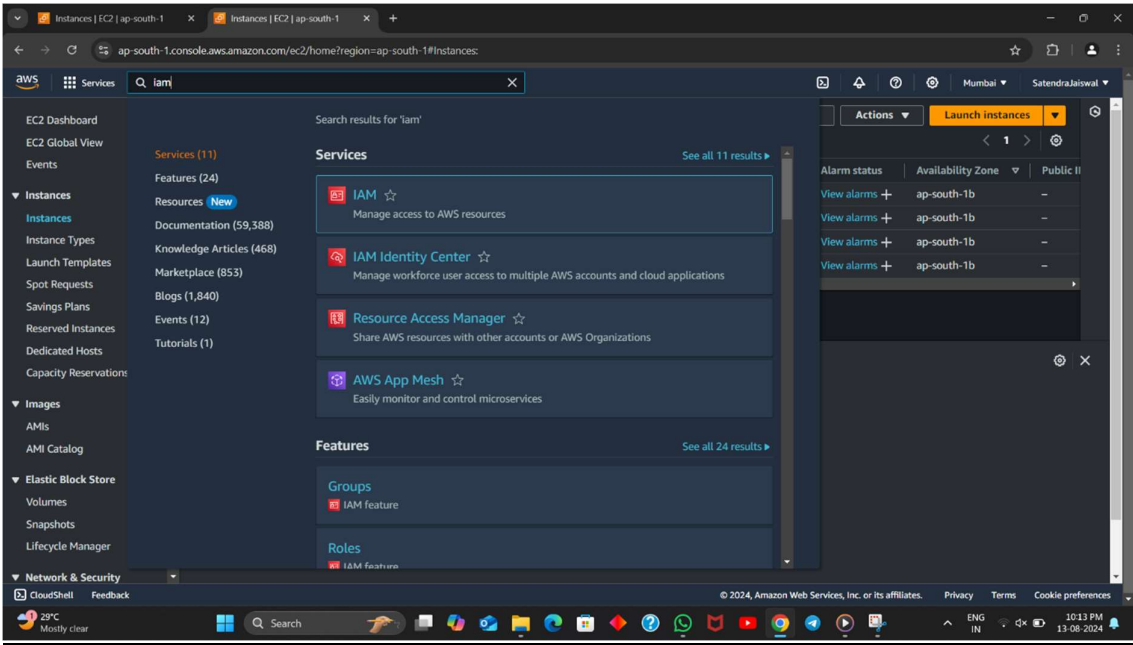 Instances | EC2 | ap-south-1
Instances | EC2 | ap-south-1
ap-south-1.console.aws.amazon.com/ec2/home?region=ap-south-1#Instances:
aws
Services
iam
Mumbai
SatendraJaiswal
EC2 Dashboard
EC2 Global View
Events
Instances
Instances
Instance Types
Launch Templates
Spot Requests
Savings Plans
Reserved Instances
Dedicated Hosts
Capacity Reservations
Images
AMIs
AMI Catalog
Elastic Block Store
Volumes
Snapshots
Lifecycle Manager
Network & Security
Search results for 'iam'
Services (11)
Features (24)
Resources New
Documentation (59,388)
Knowledge Articles (468)
Marketplace (853)
Blogs (1,840)
Events (12)
Tutorials (1)
Services
See all 11 results
IAM
Manage access to AWS resources
IAM Identity Center
Manage workforce user access to multiple AWS accounts and cloud applications
Resource Access Manager
Share AWS resources with other accounts or AWS Organizations
AWS App Mesh
Easily monitor and control microservices
Features
See all 24 results
Groups
IAM feature
Roles
IAM feature
Actions
Launch instances
1
Alarm status Availability Zone Public
View alarms + ap-south-1b –
View alarms + ap-south-1b –
View alarms + ap-south-1b –
View alarms + ap-south-1b –
CloudShell Feedback
© 2024, Amazon Web Services, Inc. or its affiliates. Privacy Terms Cookie preferences
1
29°C
Mostly clear
Search
ENG
IN
10:13 PM
13-08-2024